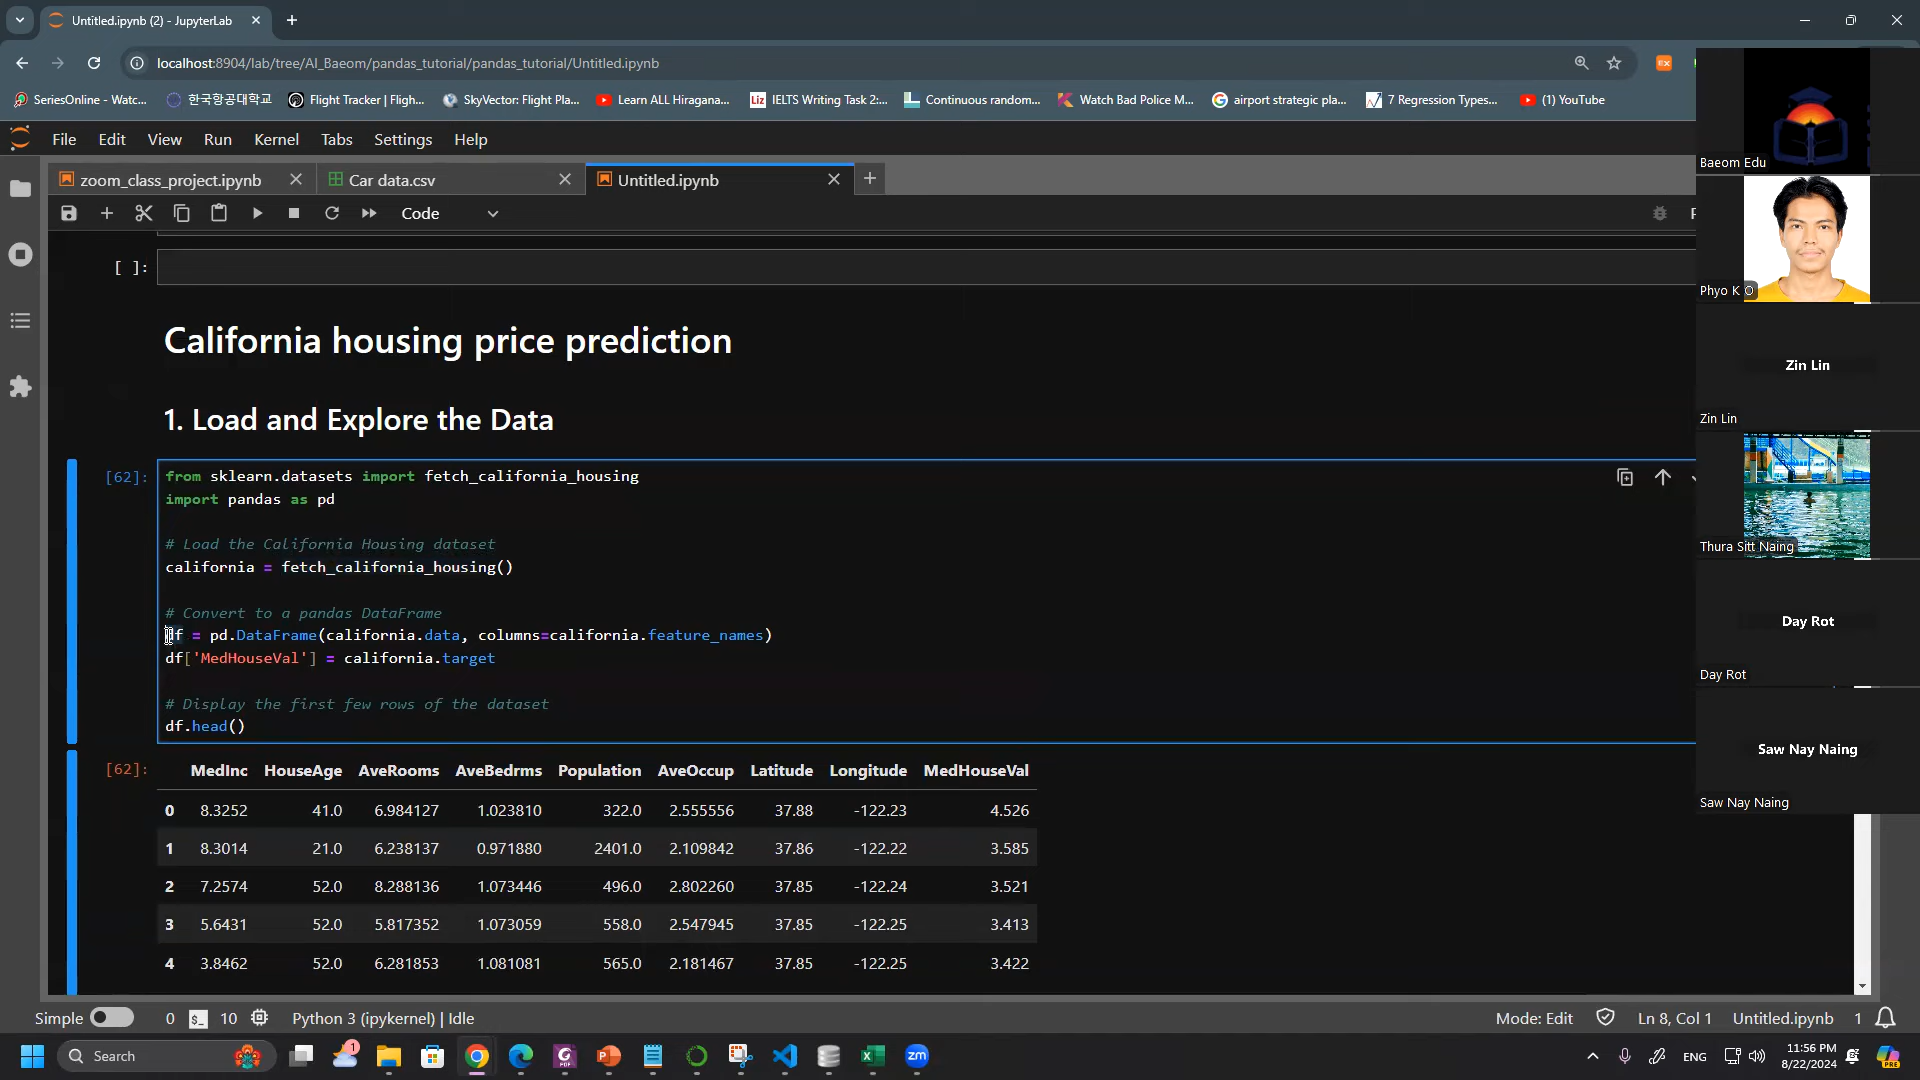 Untitled.ipynb (2) - JupyterLab
localhost:8904/lab/tree/AI_Baeom/pandas_tutorial/pandas_tutorial/Untitled.ipynb
SeriesOnline - Watc...
한국항공대학교
Flight Tracker | Fligh...
SkyVector: Flight Pla...
Learn ALL Hiragana...
Liz IELTS Writing Task 2:...
Continuous random...
Watch Bad Police M...
airport strategic pla...
7 Regression Types...
(1) YouTube
File Edit View Run Kernel Tabs Settings Help
zoom_class_project.ipynb
Car data.csv
Untitled.ipynb
Code
[ ]:
California housing price prediction
1. Load and Explore the Data
[62]:
from sklearn.datasets import fetch_california_housing
import pandas as pd
# Load the California Housing dataset
california = fetch_california_housing()
# Convert to a pandas DataFrame
df = pd.DataFrame(california.data, columns=california.feature_names)
df['MedHouseVal'] = california.target
# Display the first few rows of the dataset
df.head()
[62]:
MedInc HouseAge AveRooms AveBedrms Population AveOccup Latitude Longitude MedHouseVal
0 8.3252 41.0 6.984127 1.023810 322.0 2.555556 37.88 -122.23 4.526
1 8.3014 21.0 6.238137 0.971880 2401.0 2.109842 37.86 -122.22 3.585
2 7.2574 52.0 8.288136 1.073446 496.0 2.802260 37.85 -122.24 3.521
3 5.6431 52.0 5.817352 1.073059 558.0 2.547945 37.85 -122.25 3.413
4 3.8462 52.0 6.281853 1.081081 565.0 2.181467 37.85 -122.25 3.422
Baeom Edu
Phyo K O
Zin Lin
Zin Lin
Thura Sitt Naing
Day Rot
Day Rot
Saw Nay Naing
Saw Nay Naing
Simple 0 $_ 10 Python 3 (ipykernel) | Idle
Mode: Edit Ln 8, Col 1 Untitled.ipynb 1
Search
1
zm
ENG
11:56 PM
8/22/2024
PRE